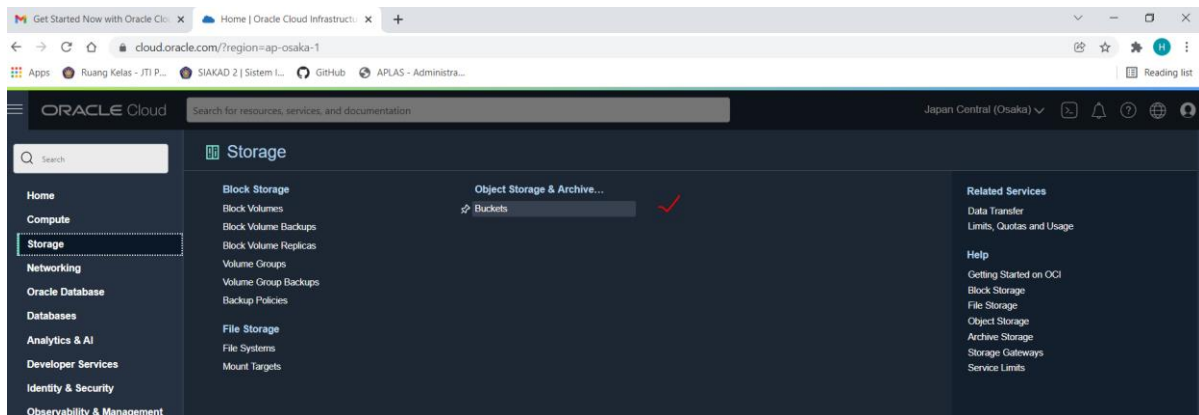 Get Started Now with Oracle Clo
Home | Oracle Cloud Infrastructu
cloud.oracle.com/?region=ap-osaka-1
H
Apps
Ruang Kelas - JTI P...
SIAKAD 2 | Sistem I...
GitHub
APLAS - Administra...
Reading list
ORACLE Cloud
Search for resources, services, and documentation
Japan Central (Osaka)
Search
Home
Compute
Storage
Networking
Oracle Database
Databases
Analytics & AI
Developer Services
Identity & Security
Observability & Management
Storage
Block Storage
Block Volumes
Block Volume Backups
Block Volume Replicas
Volume Groups
Volume Group Backups
Backup Policies
File Storage
File Systems
Mount Targets
Object Storage & Archive...
Buckets
Related Services
Data Transfer
Limits, Quotas and Usage
Help
Getting Started on OCI
Block Storage
File Storage
Object Storage
Archive Storage
Storage Gateways
Service Limits